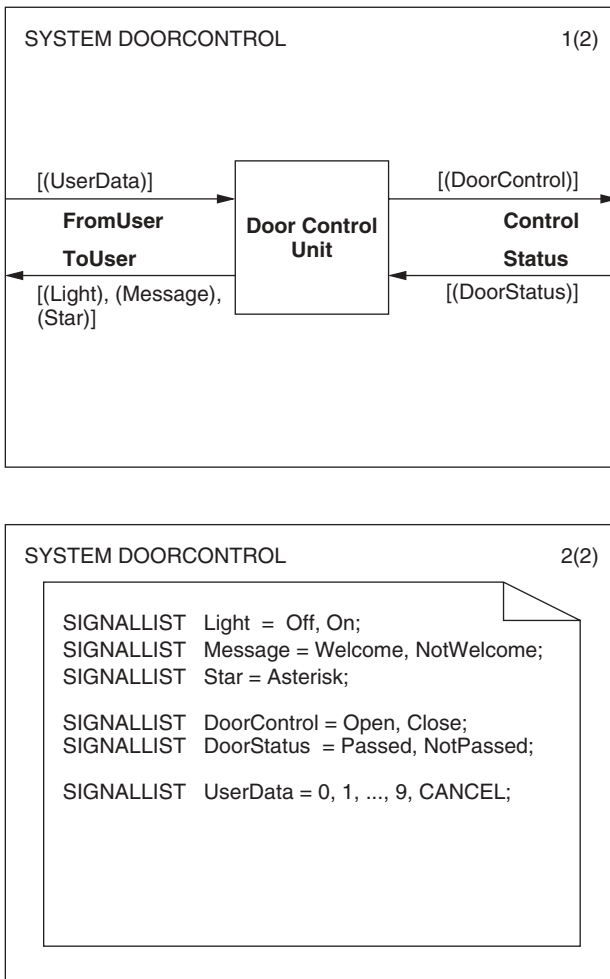 SYSTEM DOORCONTROL 1(2)
[(UserData)]
FromUser
ToUser
[(Light), (Message),
(Star)]
Door Control
Unit
[(DoorControl)]
Control
Status
[(DoorStatus)]
SYSTEM DOORCONTROL 2(2)
SIGNALLIST Light = Off, On;
SIGNALLIST Message = Welcome, NotWelcome;
SIGNALLIST Star = Asterisk;
SIGNALLIST DoorControl = Open, Close;
SIGNALLIST DoorStatus = Passed, NotPassed;
SIGNALLIST UserData = 0, 1, ..., 9, CANCEL;